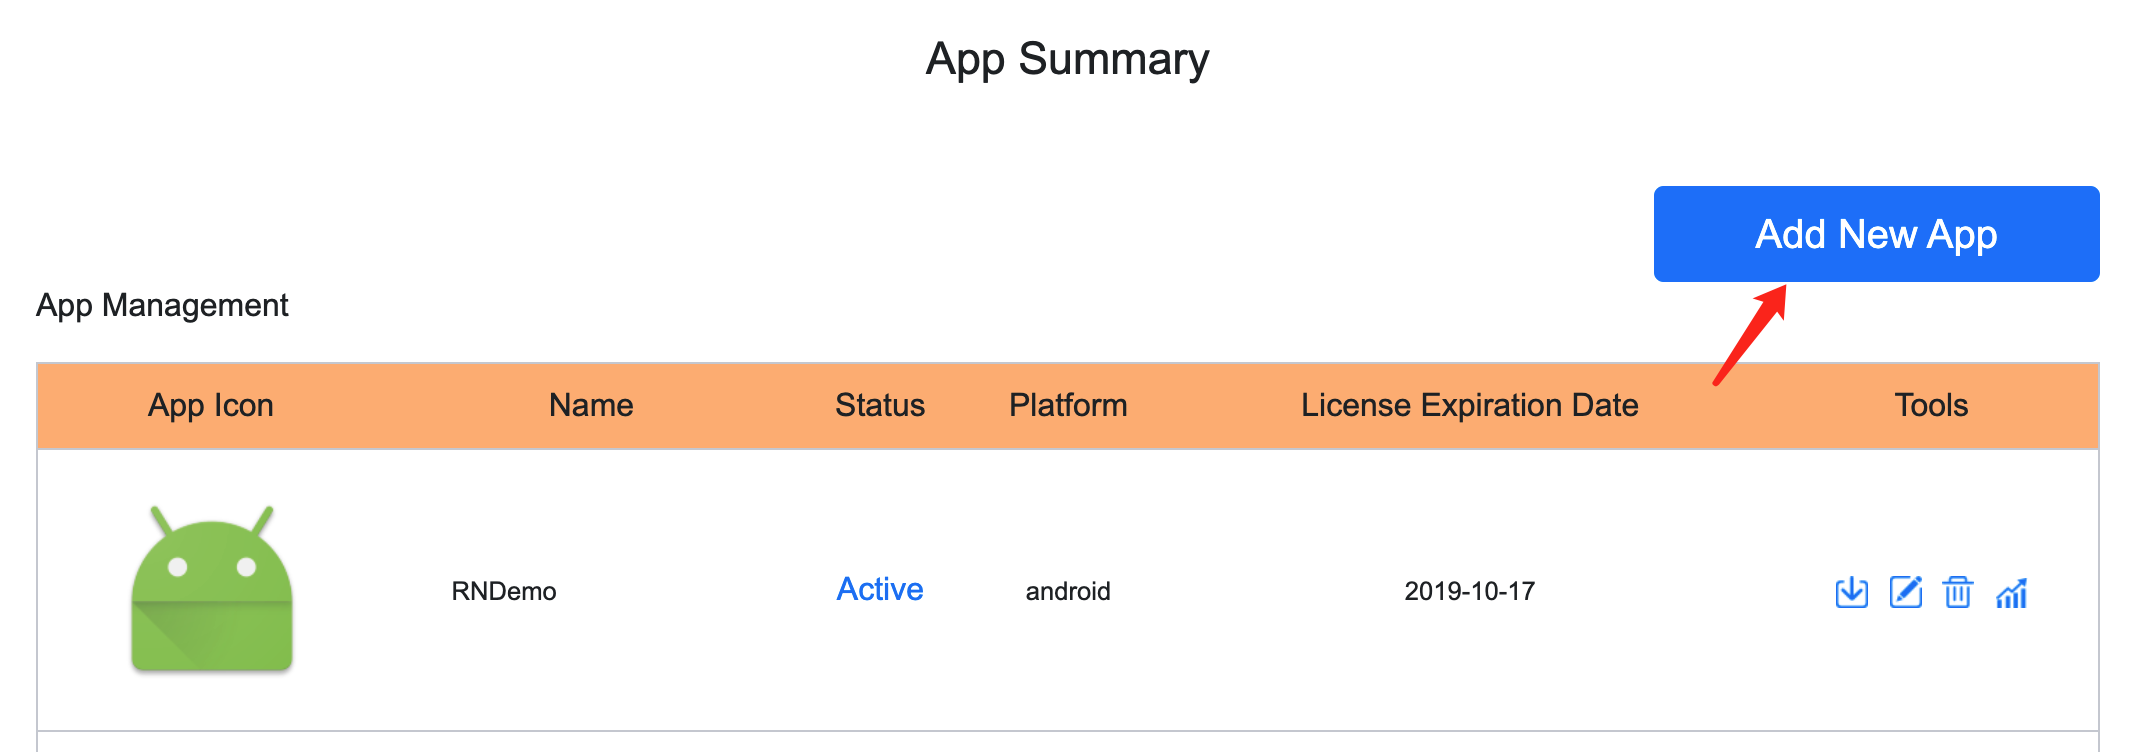 App Summary
Add New App
App Management
App Icon Name Status Platform License Expiration Date Tools
RNDemo Active android 2019-10-17